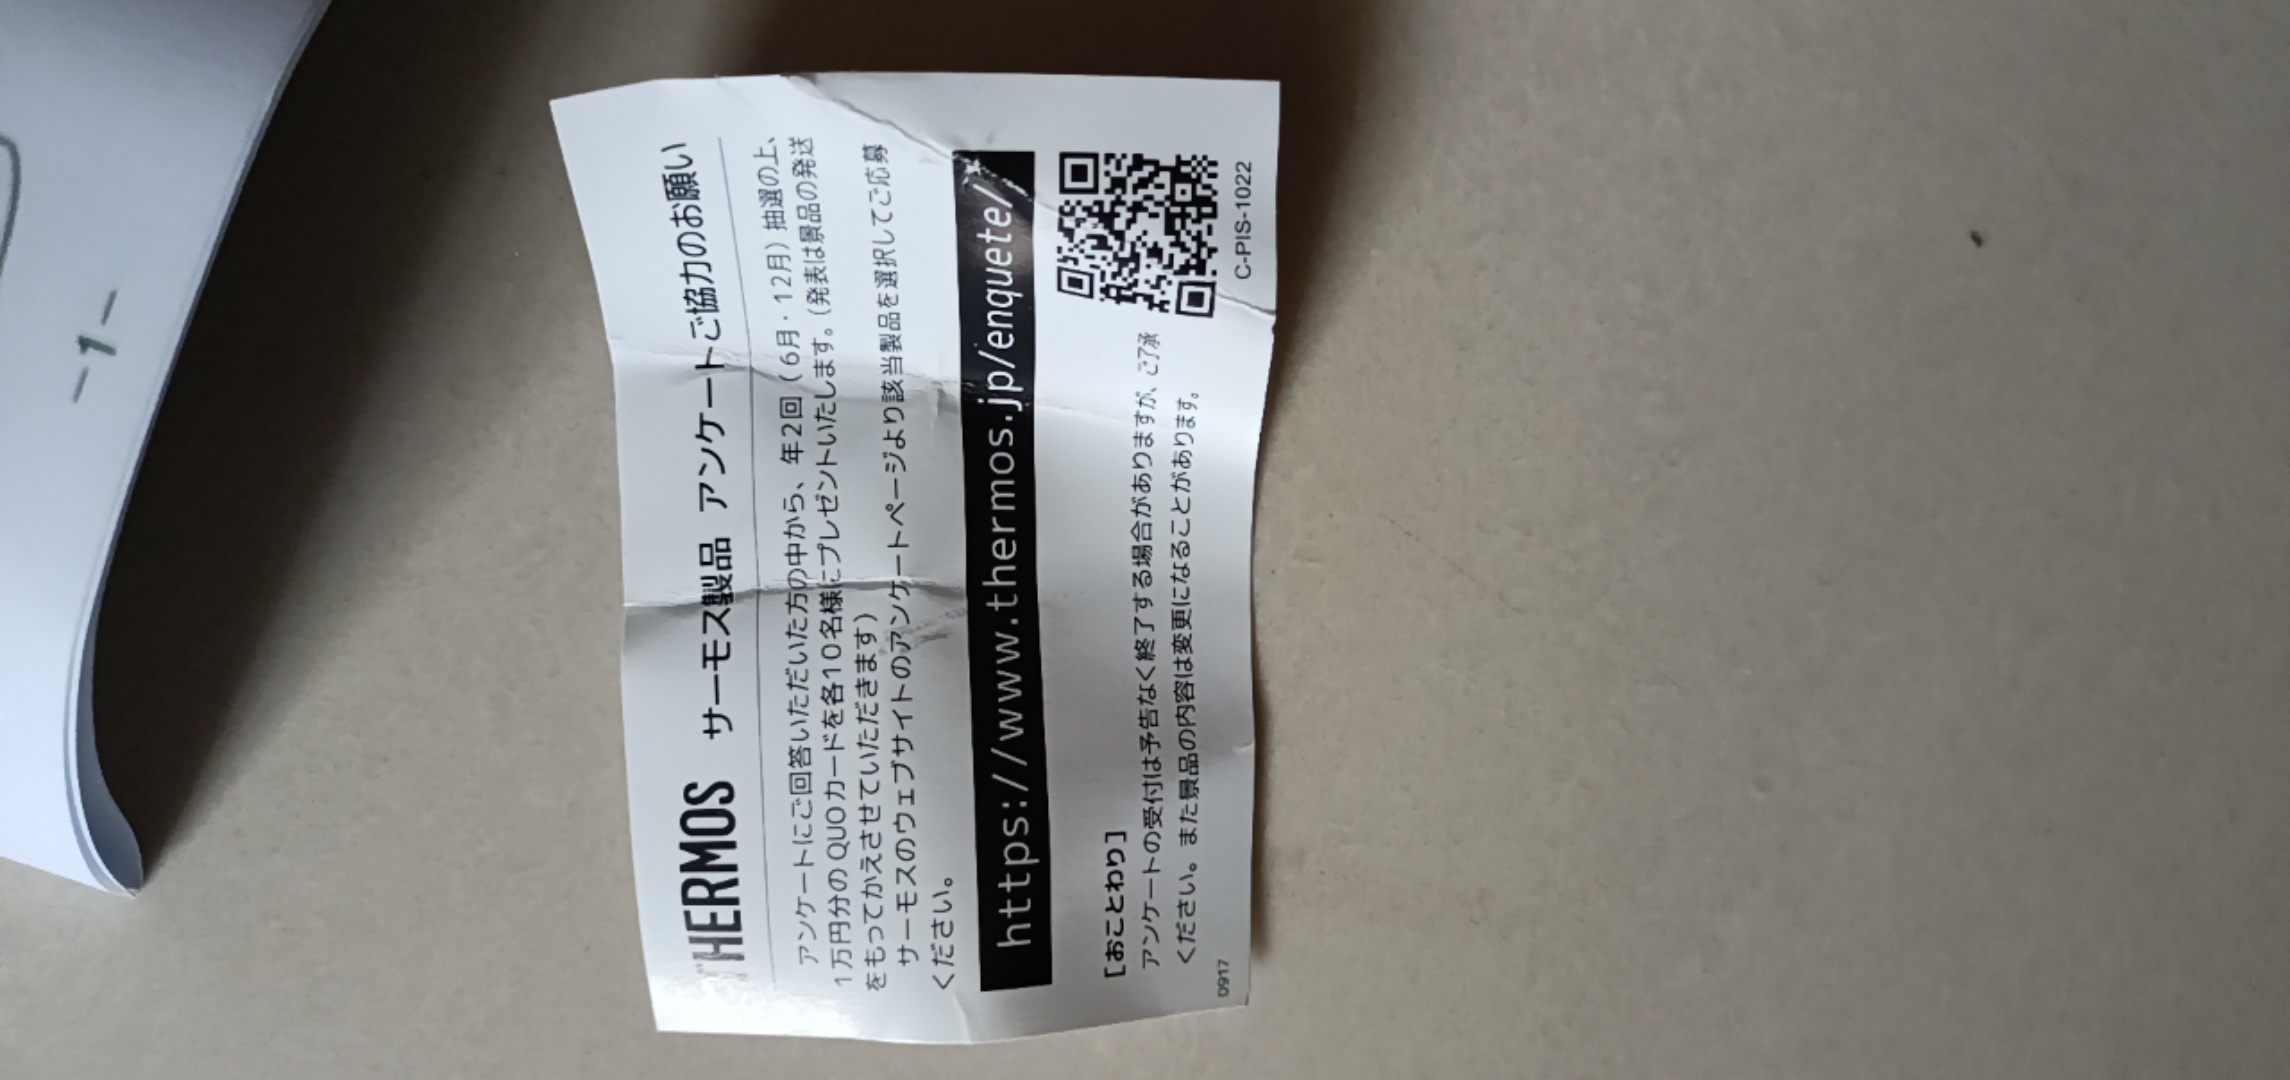 THERMOS サーモス製品 アンケートご協力のお願い
アンケートにご回答いただいた方の中から、年2回（6月・12月）抽選の上、
1万円分のQUOカードを各10名様にプレゼントいたします。（発表は景品の発送
をもってかえさせていただきます）
サーモスのウェブサイトのアンケートページより該当製品を選択してご応募
ください。
https://www.thermos.jp/enquete/
[おことわり]
アンケートの受付は予告なく終了する場合がありますが、ご了承
ください。また景品の内容は変更になることがあります。
0917
C-PIS-1022
-1-